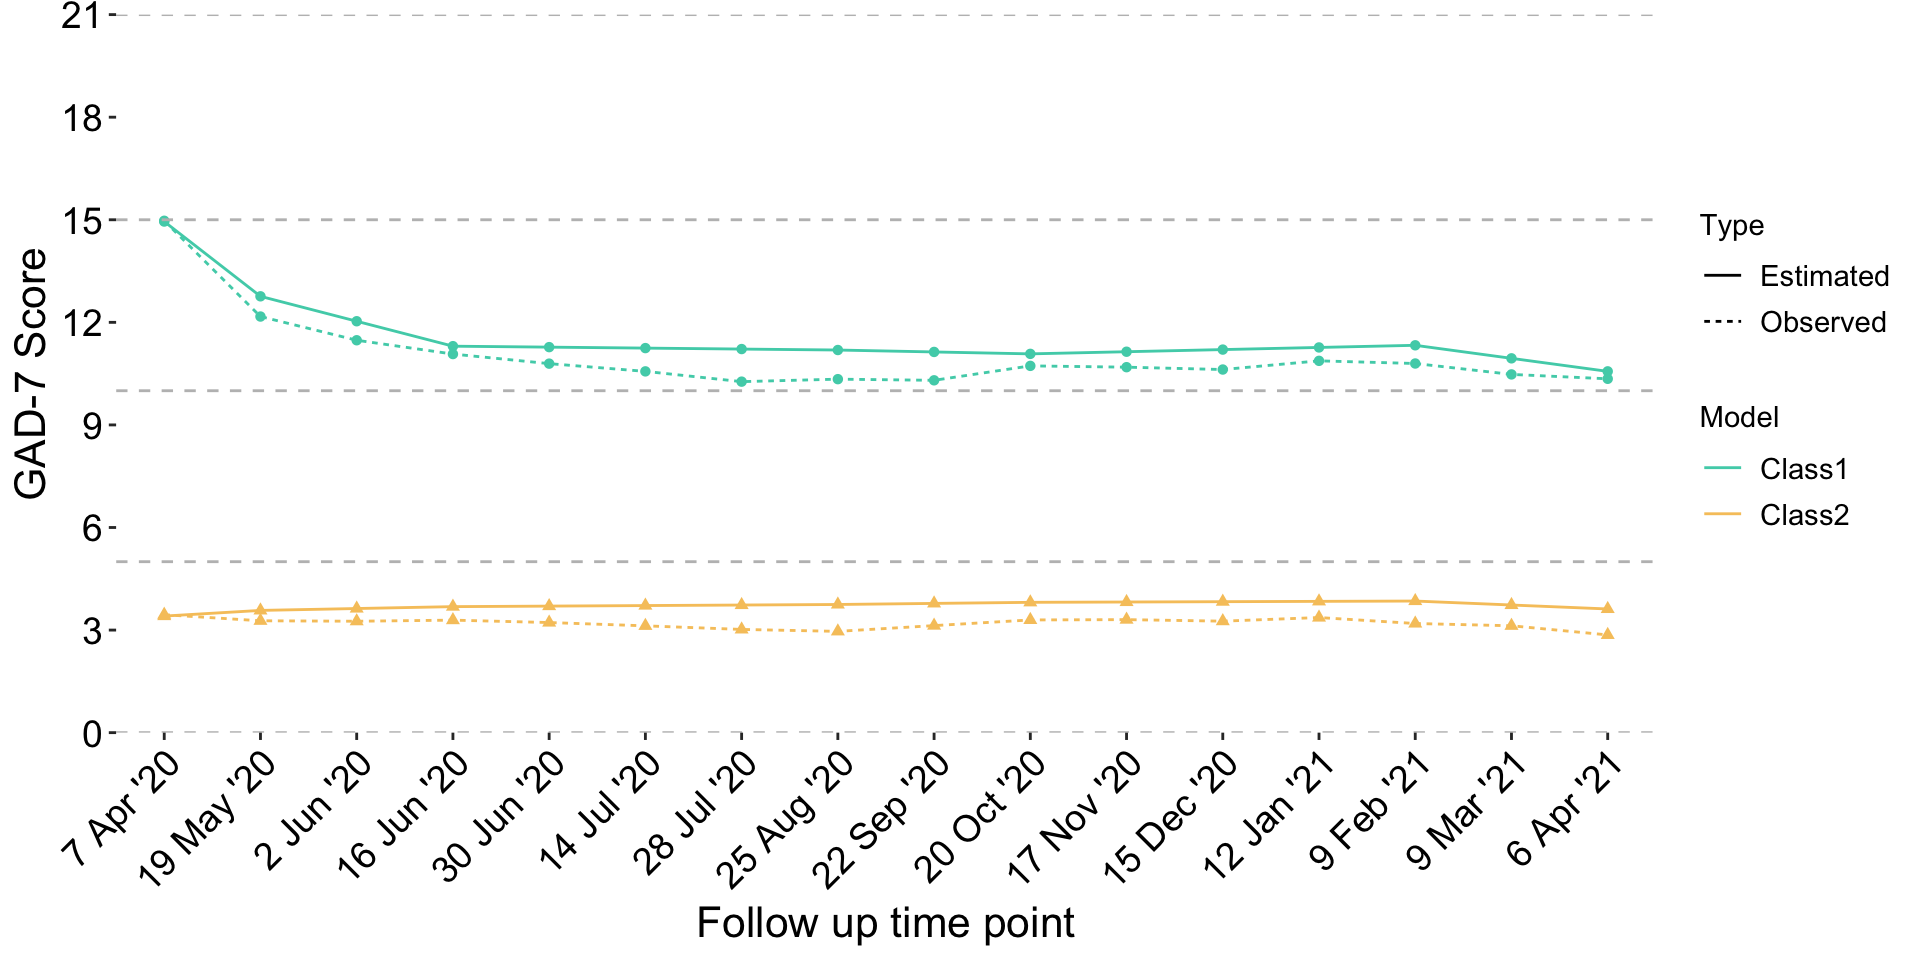 21
18
15
12
9
6
3
0
GAD-7 Score
7 Apr '20
19 May '20
2 Jun '20
16 Jun '20
30 Jun '20
14 Jul '20
28 Jul '20
25 Aug '20
22 Sep '20
20 Oct '20
17 Nov '20
15 Dec '20
12 Jan '21
9 Feb '21
9 Mar '21
6 Apr '21
Follow up time point
Type
Estimated
Observed
Model
Class1
Class2